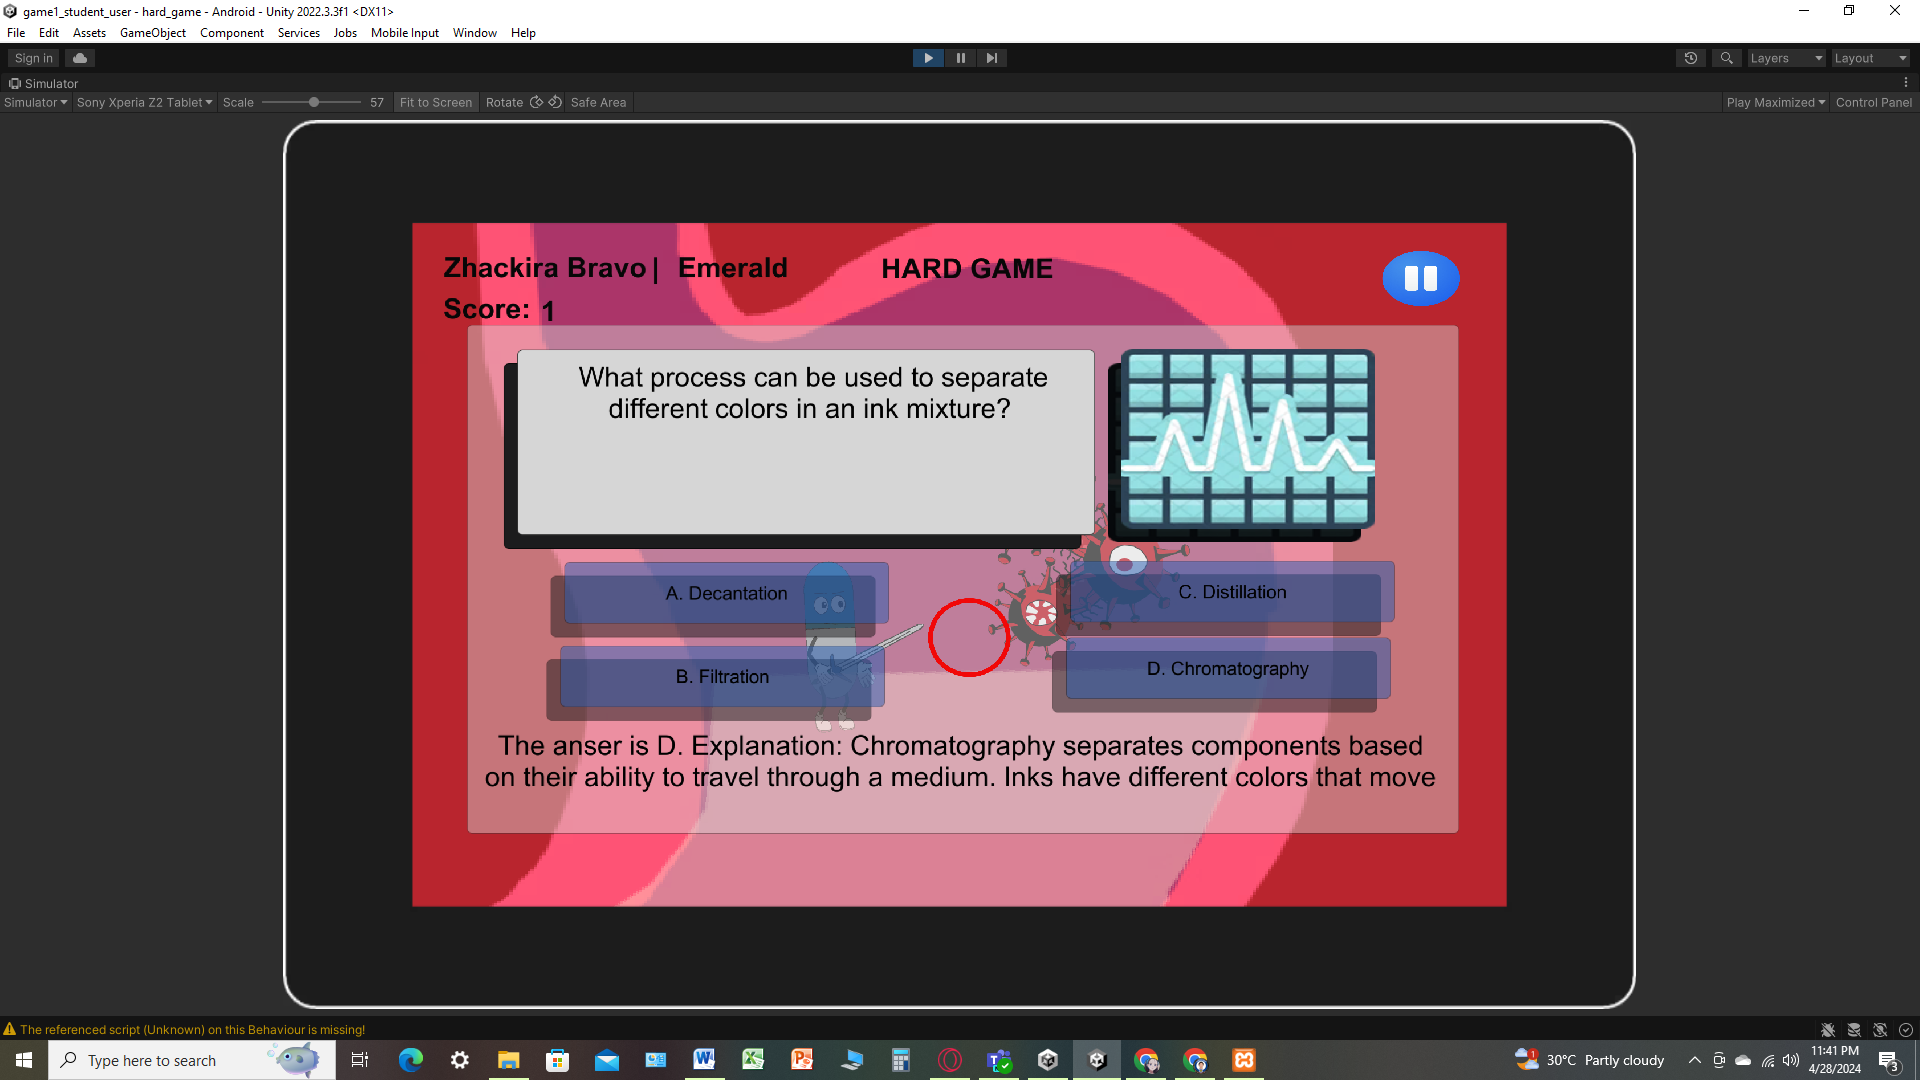 game1_student_user - hard_game - Android - Unity 2022.3.3f1 <DX11>
File Edit Assets GameObject Component Services Jobs Mobile Input Window Help
Sign in
Layers
Layout
Simulator
Simulator Sony Xperia Z2 Tablet Scale 57 Fit to Screen Rotate Safe Area Play Maximized Control Panel
Zhackira Bravo | Emerald HARD GAME
Score: 1
What process can be used to separate
different colors in an ink mixture?
A. Decantation
C. Distillation
B. Filtration
D. Chromatography
The anser is D. Explanation: Chromatography separates components based
on their ability to travel through a medium. Inks have different colors that move
The referenced script (Unknown) on this Behaviour is missing!
Type here to search
30°C Partly cloudy
11:41 PM
4/28/2024
1
3